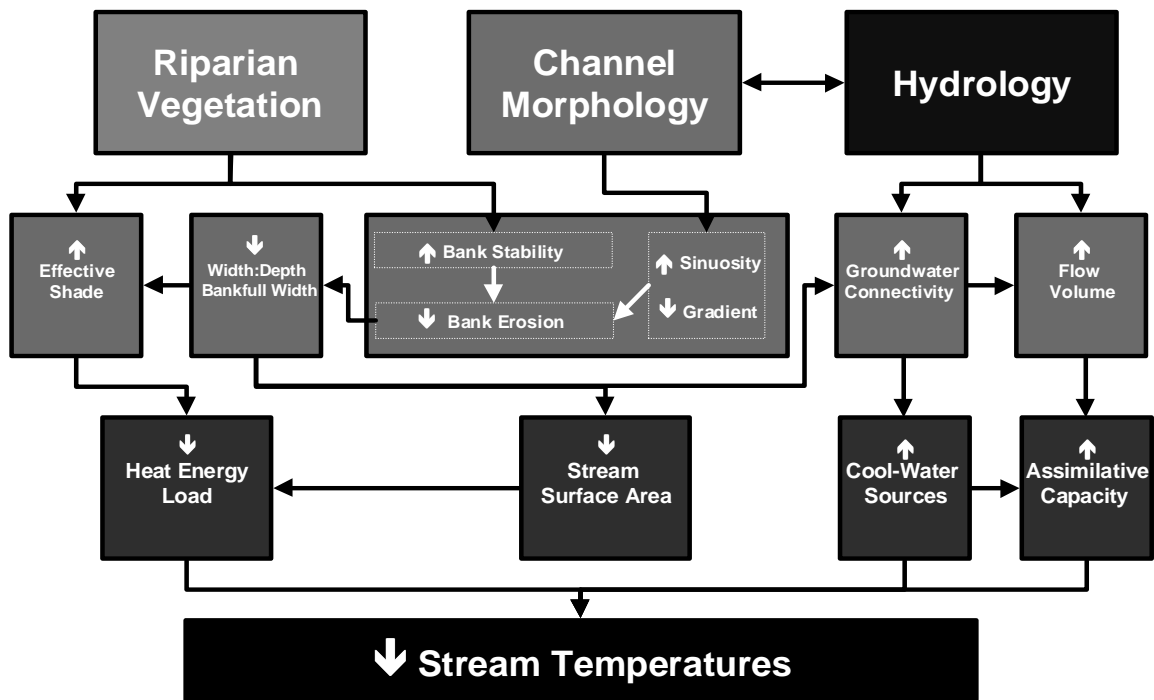 Riparian
Vegetation
Channel
Morphology
Hydrology
Effective
Shade
Width:Depth
Bankfull Width
Bank Stability
Bank Erosion
Sinuosity
Gradient
Groundwater
Connectivity
Flow
Volume
Heat Energy
Load
Stream
Surface Area
Cool-Water
Sources
Assimilative
Capacity
Stream Temperatures